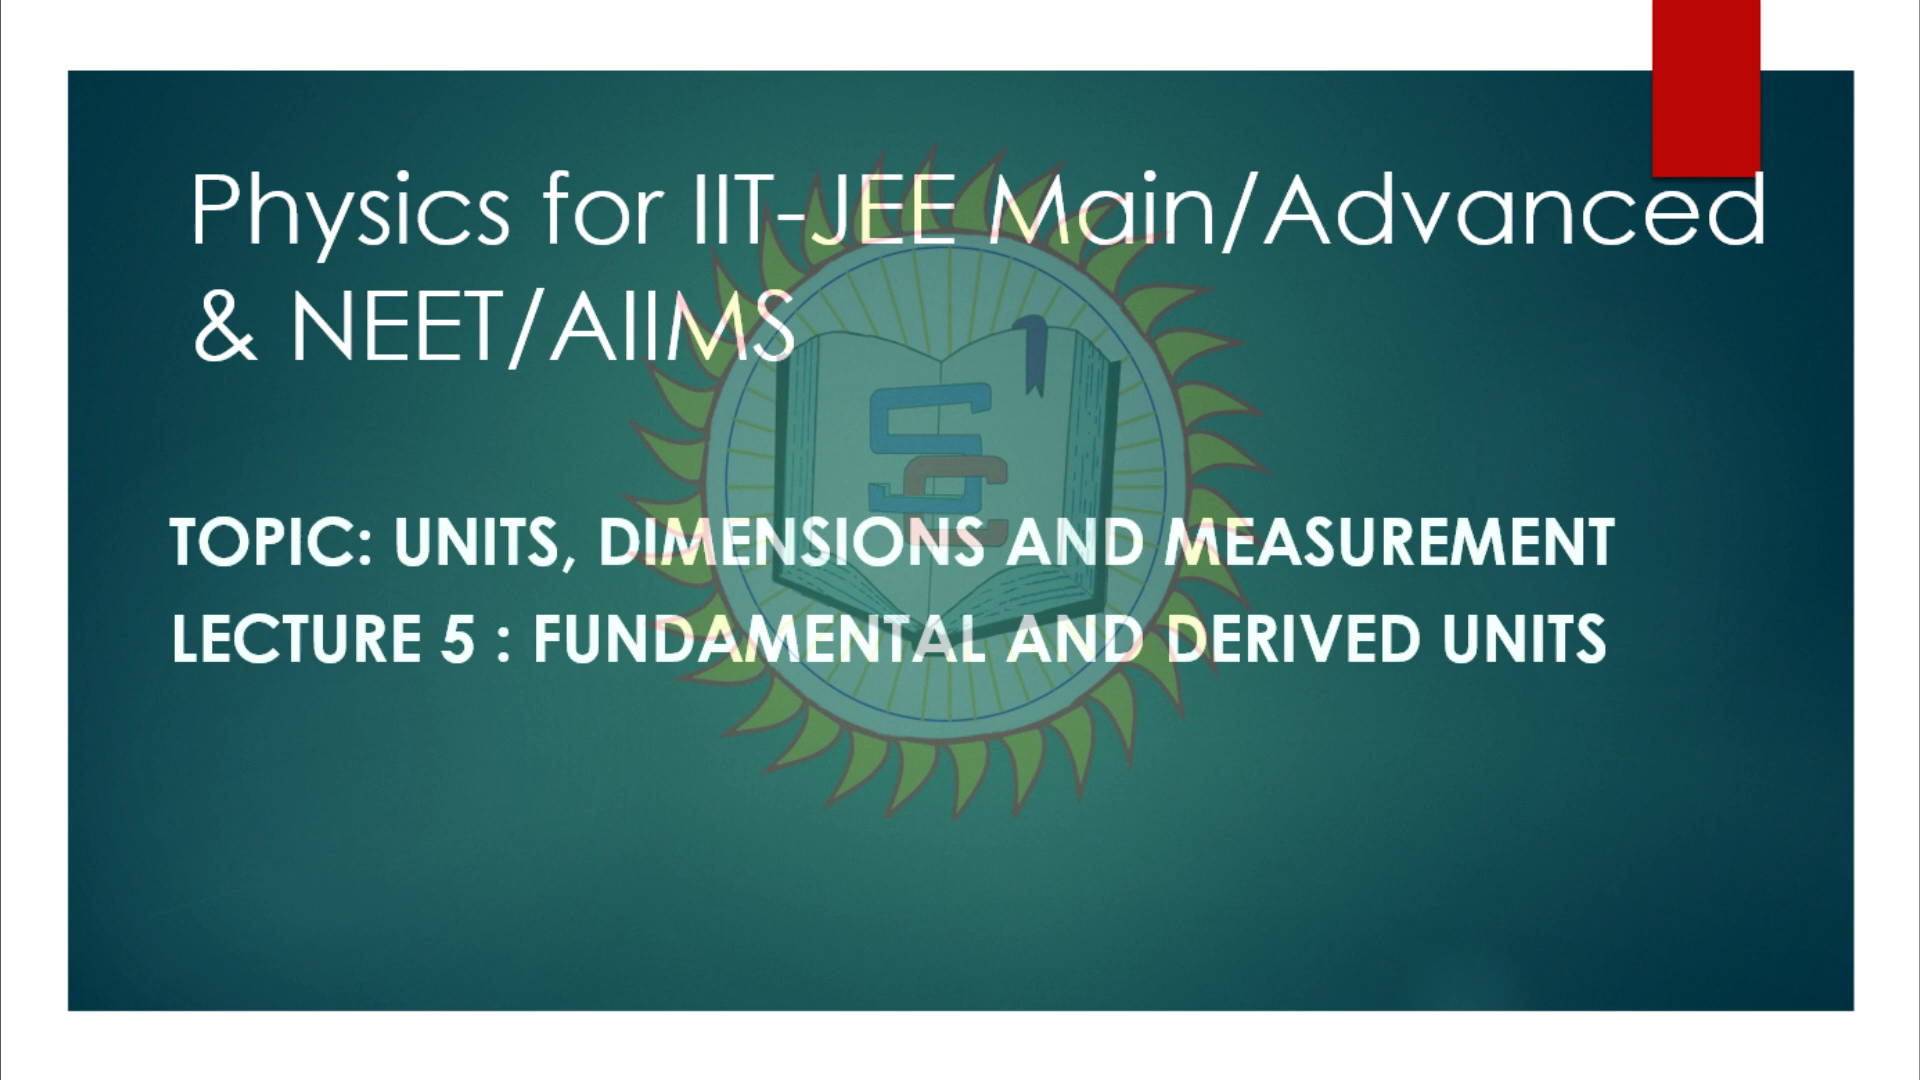 Physics for IIT-JEE Main/Advanced
& NEET/AIIMS
SC
TOPIC: UNITS, DIMENSIONS AND MEASUREMENT
LECTURE 5 : FUNDAMENTAL AND DERIVED UNITS